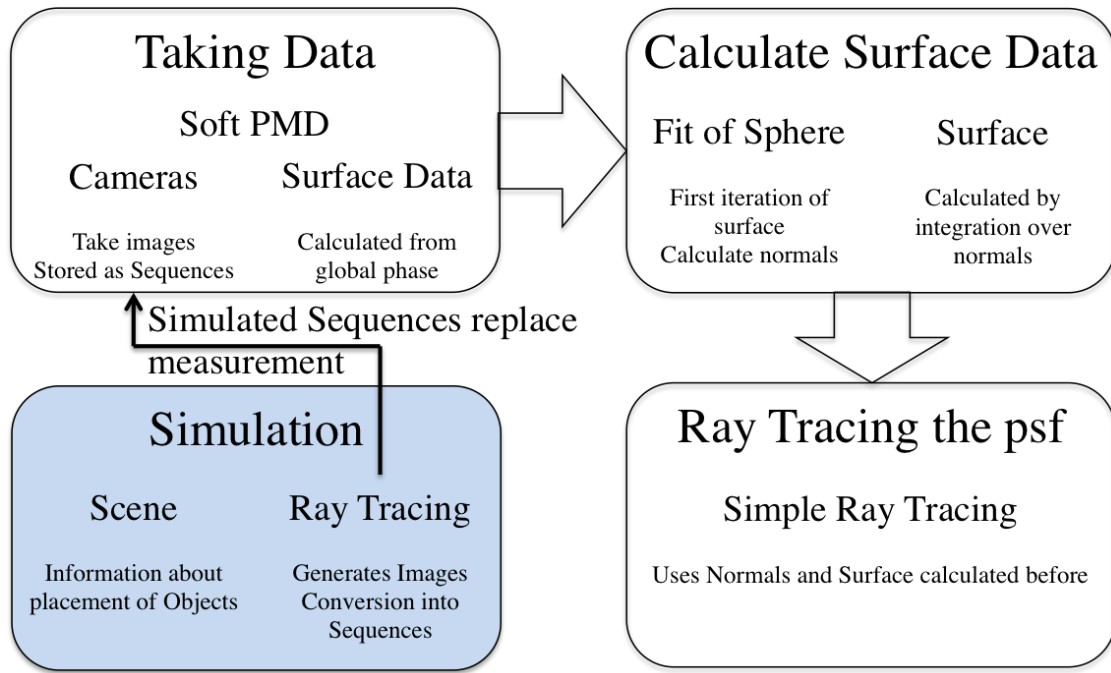 Taking Data
Soft PMD
Cameras
Take images
Stored as Sequences
Surface Data
Calculated from
global phase
Calculate Surface Data
Fit of Sphere
First iteration of
surface
Calculate normals
Surface
Calculated by
integration over
normals
Simulated Sequences replace
measurement
Simulation
Scene
Information about
placement of Objects
Ray Tracing
Generates Images
Conversion into
Sequences
Ray Tracing the psf
Simple Ray Tracing
Uses Normals and Surface calculated before